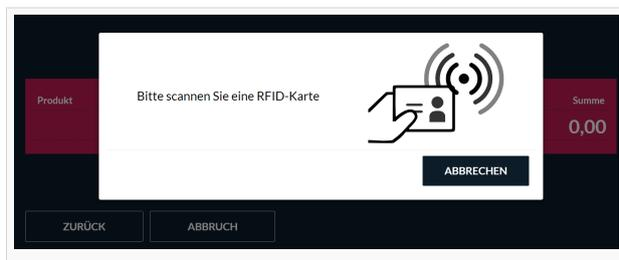 Bitte scannen Sie eine RFID-Karte
Produkt
Summe
0,00
ABBRECHEN
ZURÜCK
ABBRUCH